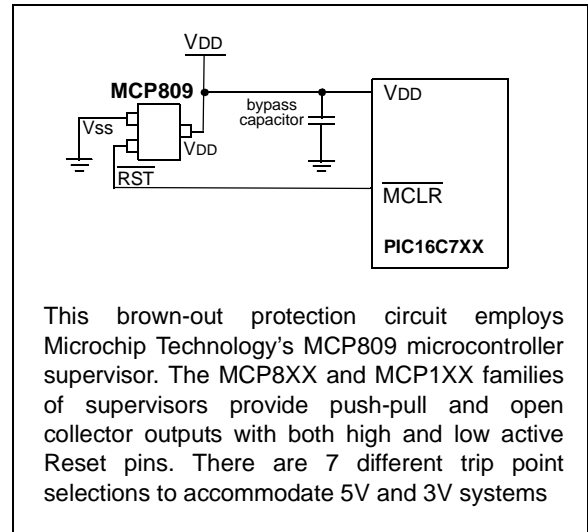 VDD
MCP809
VDD
bypass
capacitor
Vss
VDD
RST
MCLR
PIC16C7XX
This brown-out protection circuit employs
Microchip Technology's MCP809 microcontroller
supervisor. The MCP8XX and MCP1XX families
of supervisors provide push-pull and open
collector outputs with both high and low active
Reset pins. There are 7 different trip point
selections to accommodate 5V and 3V systems